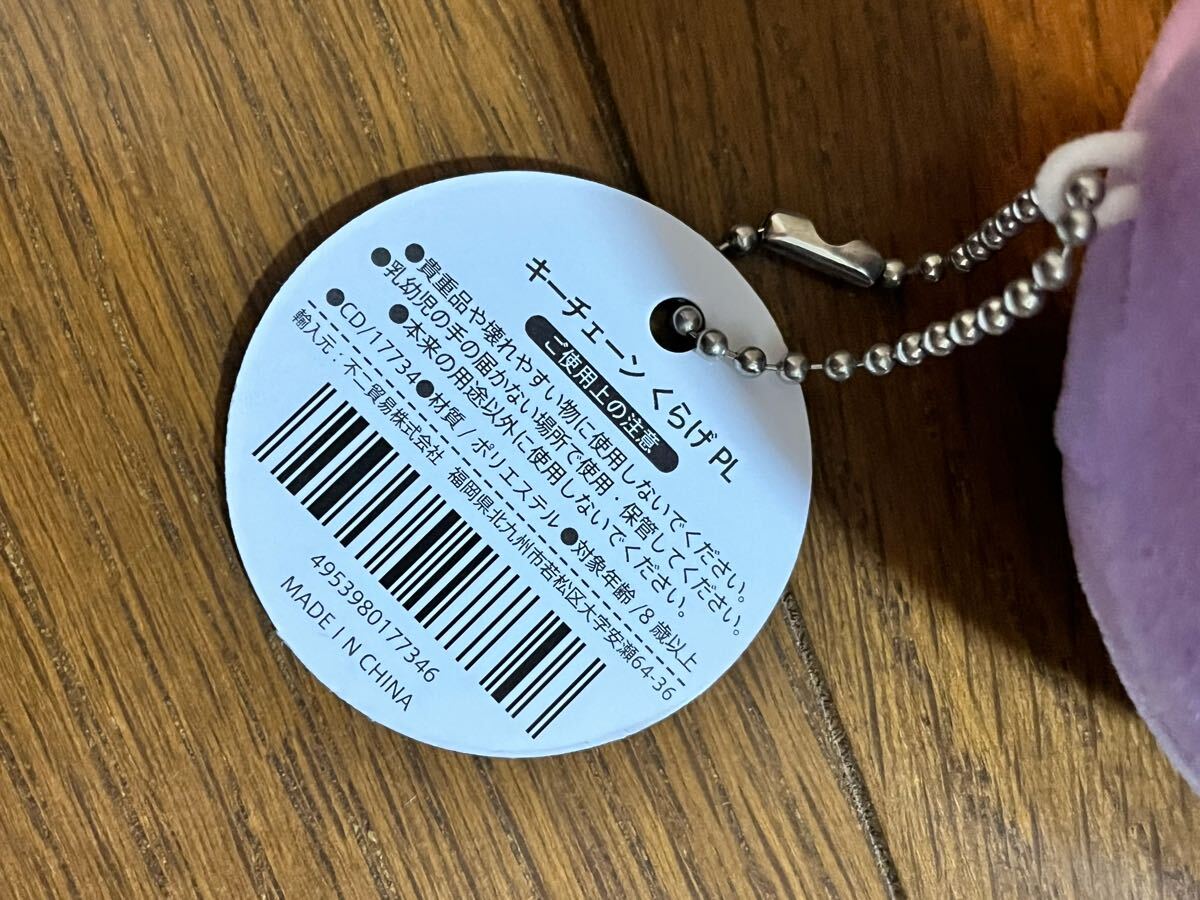 キーチェーン くらげ PL
ご使用上の注意
●貴重品や壊れやすい物に使用しないでください。
●乳幼児の手の届かない場所で使用・保管してください。
●本来の用途以外に使用しないでください。
●CD/17734●材質/ポリエステル●対象年齢/8歳以上
輸入元:不二貿易株式会社 福岡県北九州市若松区大字安瀬64-36
4953980177346
MADE IN CHINA